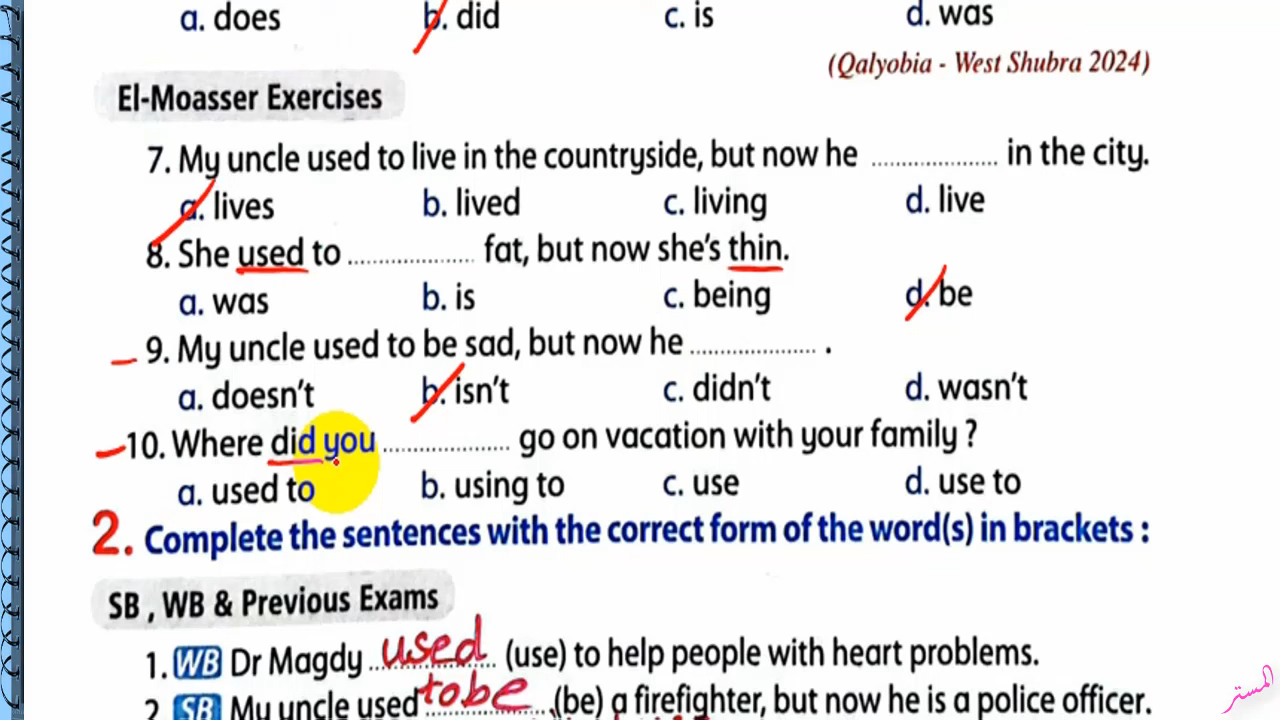 a. does b. did c. is d. was
(Qalyobia - West Shubra 2024)
El-Moasser Exercises
7. My uncle used to live in the countryside, but now he .................... in the city.
a. lives b. lived c. living d. live
8. She used to .................... fat, but now she's thin.
a. was b. is c. being d. be
9. My uncle used to be sad, but now he .................... .
a. doesn't b. isn't c. didn't d. wasn't
10. Where did you .................... go on vacation with your family ?
a. used to b. using to c. use d. use to
2. Complete the sentences with the correct form of the word(s) in brackets :
SB , WB & Previous Exams
1. WB Dr Magdy used (use) to help people with heart problems.
2 SB My uncle used to be (be) a firefighter, but now he is a police officer.
المستر